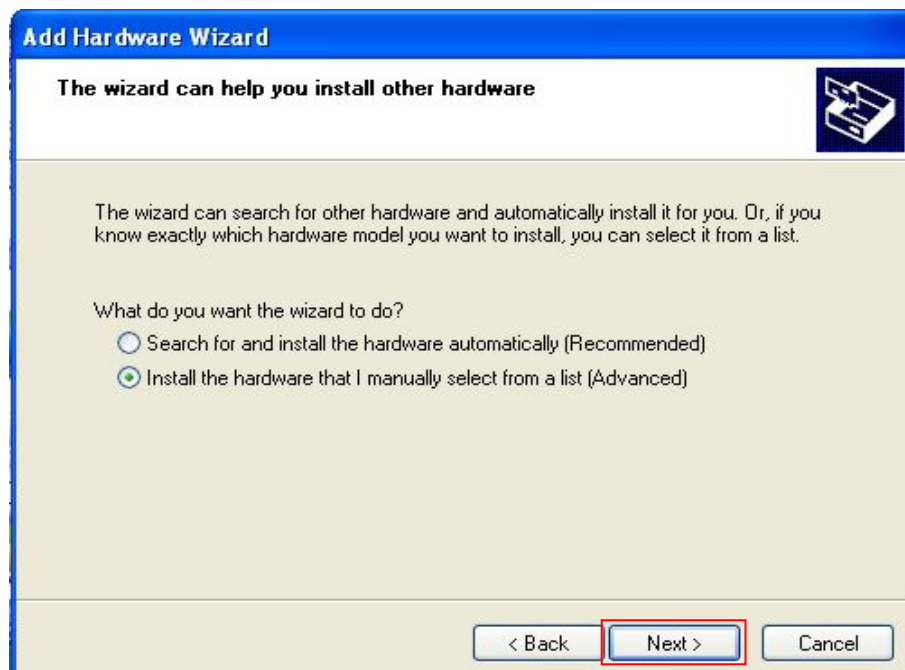 Add Hardware Wizard
The wizard can help you install other hardware
The wizard can search for other hardware and automatically install it for you. Or, if you
know exactly which hardware model you want to install, you can select it from a list.
What do you want the wizard to do?
Search for and install the hardware automatically (Recommended)
Install the hardware that I manually select from a list (Advanced)
< Back Next > Cancel